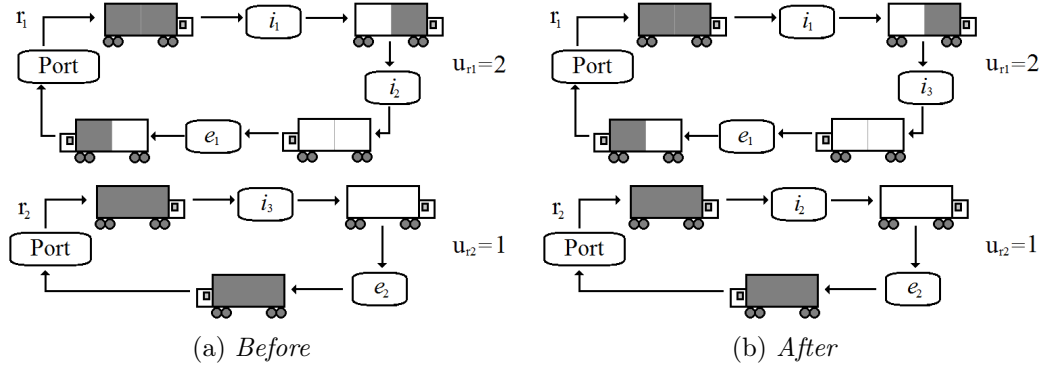 r1
i1
Port
ur1=2
i2
e1
r2
i3
Port
ur2=1
e2
(a) Before
r1
i1
Port
ur1=2
i3
e1
r2
i2
Port
ur2=1
e2
(b) After